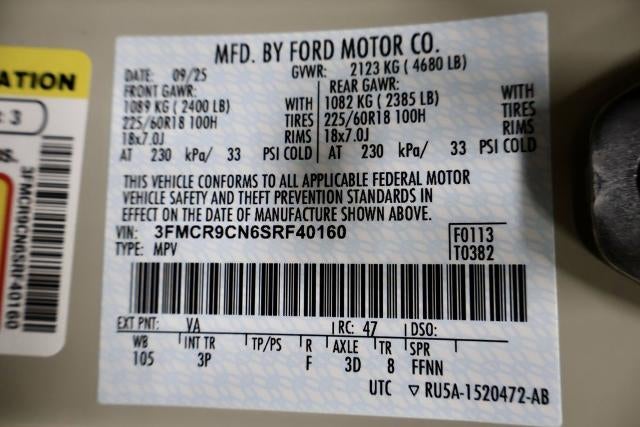 ATION
: 3
3MCR9CN6SRF40160
MFD. BY FORD MOTOR CO.
DATE: 09/25 GVWR: 2123 KG ( 4680 LB)
FRONT GAWR: REAR GAWR:
1089 KG ( 2400 LB) WITH 1082 KG ( 2385 LB) WITH
225/60R18 100H TIRES 225/60R18 100H TIRES
18x7.0J RIMS 18x7.0J RIMS
AT 230 kPa/ 33 PSI COLD AT 230 kPa/ 33 PSI COLD
THIS VEHICLE CONFORMS TO ALL APPLICABLE FEDERAL MOTOR
VEHICLE SAFETY AND THEFT PREVENTION STANDARDS IN
EFFECT ON THE DATE OF MANUFACTURE SHOWN ABOVE.
VIN: 3FMCR9CN6SRF40160 F0113
TYPE: MPV T0382
EXT PNT: VA RC: 47 DSO:
WB INT TR TP/PS R AXLE TR SPR
105 3P F 3D 8 FFNN
UTC ▽ RU5A-1520472-AB